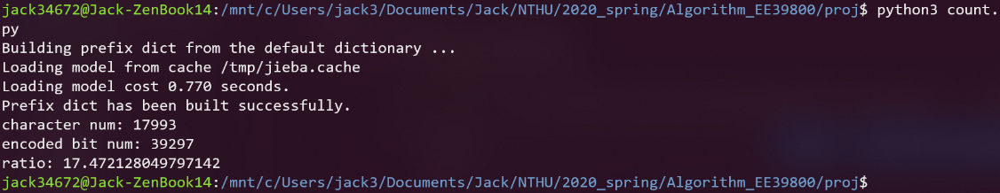 jack34672@Jack-ZenBook14:/mnt/c/Users/jack3/Documents/Jack/NTHU/2020_spring/Algorithm_EE39800/proj$ python3 count.
py
Building prefix dict from the default dictionary ...
Loading model from cache /tmp/jieba.cache
Loading model cost 0.770 seconds.
Prefix dict has been built successfully.
character num: 17993
encoded bit num: 39297
ratio: 17.472128049797142
jack34672@Jack-ZenBook14:/mnt/c/Users/jack3/Documents/Jack/NTHU/2020_spring/Algorithm_EE39800/proj$